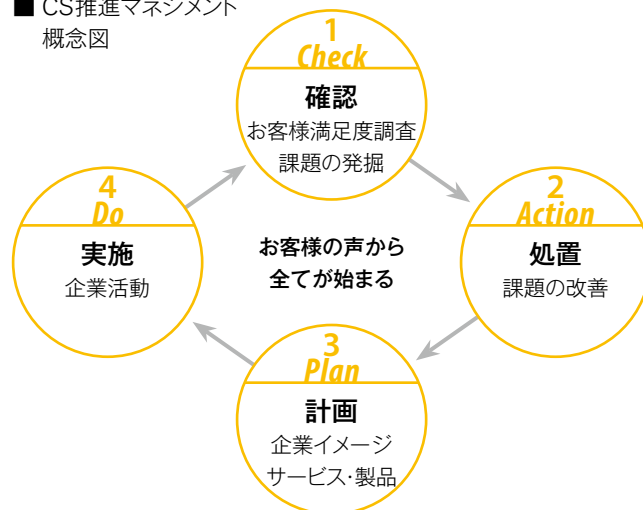 ■ CS推進マネジメント
概念図
1
Check
確認
お客様満足度調査
課題の発掘
2
Action
処置
課題の改善
3
Plan
計画
企業イメージ
サービス・製品
4
Do
実施
企業活動
お客様の声から
全てが始まる